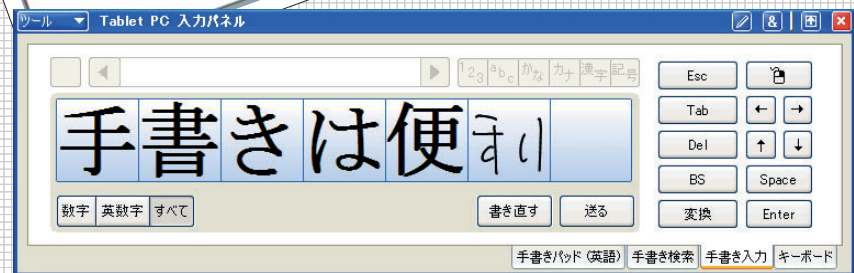 ツール Tablet PC 入力パネル &
123 abc かな カナ 漢字 記号
Esc
手書きは便利
Tab ← →
Del ↑ ↓
BS Space
数字 英数字 すべて 書き直す 送る
変換 Enter
手書きパッド (英語) 手書き検索 手書き入力 キーボード